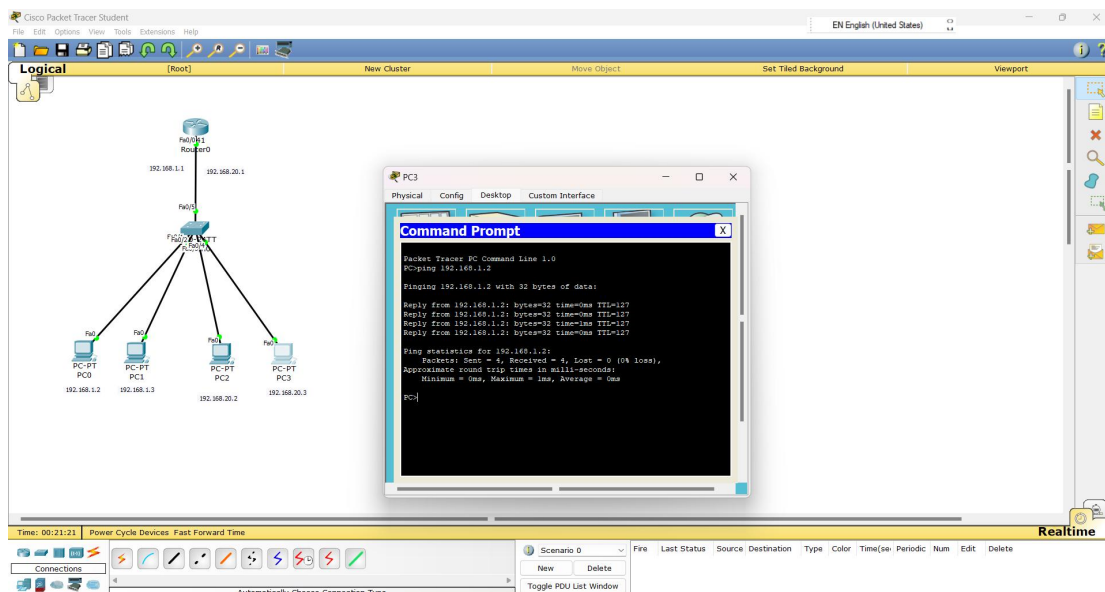 Cisco Packet Tracer Student
EN English (United States)
File Edit Options View Tools Extensions Help
Logical [Root] New Cluster Move Object Set Tiled Background Viewport
Router0
192.168.1.1
192.168.20.1
Fa0/5
Fa0 Fa0 Fa0 Fa0
PC-PT
PC0
PC-PT
PC1
PC-PT
PC2
PC-PT
PC3
192.168.1.2
192.168.1.3
192.168.20.2
192.168.20.3
PC3
Physical Config Desktop Custom Interface
Command Prompt X
Packet Tracer PC Command Line 1.0
PC>ping 192.168.1.2
Pinging 192.168.1.2 with 32 bytes of data:
Reply from 192.168.1.2: bytes=32 time=0ms TTL=127
Reply from 192.168.1.2: bytes=32 time=0ms TTL=127
Reply from 192.168.1.2: bytes=32 time=1ms TTL=127
Reply from 192.168.1.2: bytes=32 time=0ms TTL=127
Ping statistics for 192.168.1.2:
Packets: Sent = 4, Received = 4, Lost = 0 (0% loss),
Approximate round trip times in milli-seconds:
Minimum = 0ms, Maximum = 1ms, Average = 0ms
PC>
Time: 00:21:21 Power Cycle Devices Fast Forward Time
Realtime
Connections
Automatically Choose Connection Type
Scenario 0
New Delete
Toggle PDU List Window
Fire Last Status Source Destination Type Color Time(sec Periodic Num Edit Delete